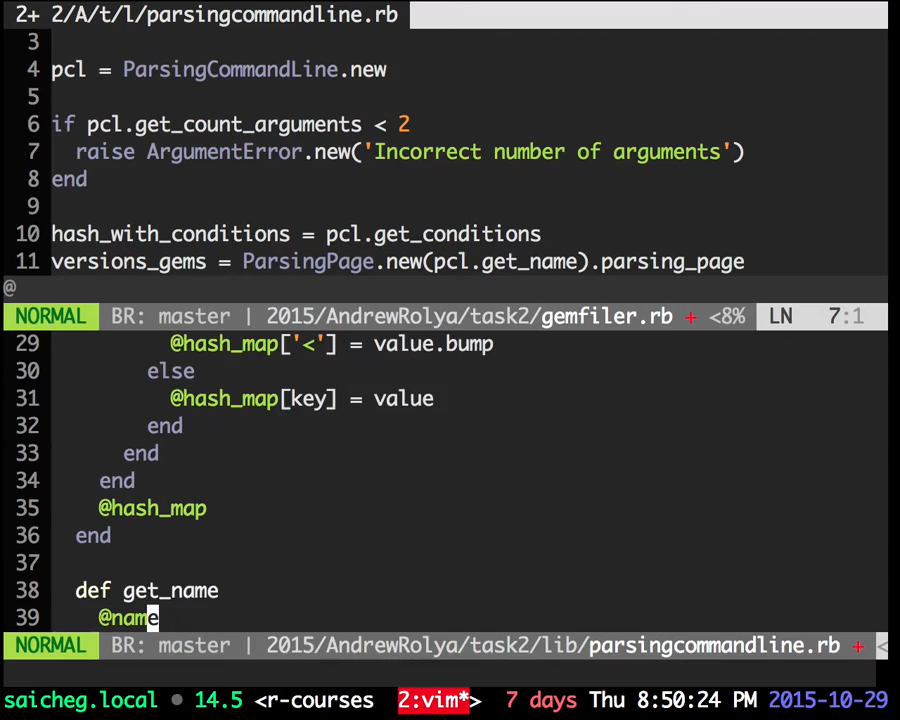 2+ 2/A/t/l/parsingcommandline.rb
3
4 pcl = ParsingCommandLine.new
5
6 if pcl.get_count_arguments < 2
7   raise ArgumentError.new('Incorrect number of arguments')
8 end
9
10 hash_with_conditions = pcl.get_conditions
11 versions_gems = ParsingPage.new(pcl.get_name).parsing_page
@
NORMAL BR: master | 2015/AndrewRolya/task2/gemfiler.rb + <8% LN 7:1
29           @hash_map['<'] = value.bump
30         else
31           @hash_map[key] = value
32         end
33       end
34     end
35     @hash_map
36   end
37
38   def get_name
39     @name
NORMAL BR: master | 2015/AndrewRolya/task2/lib/parsingcommandline.rb + <
saicheg.local ● 14.5 <r-courses 2:vim*> 7 days Thu 8:50:24 PM 2015-10-29